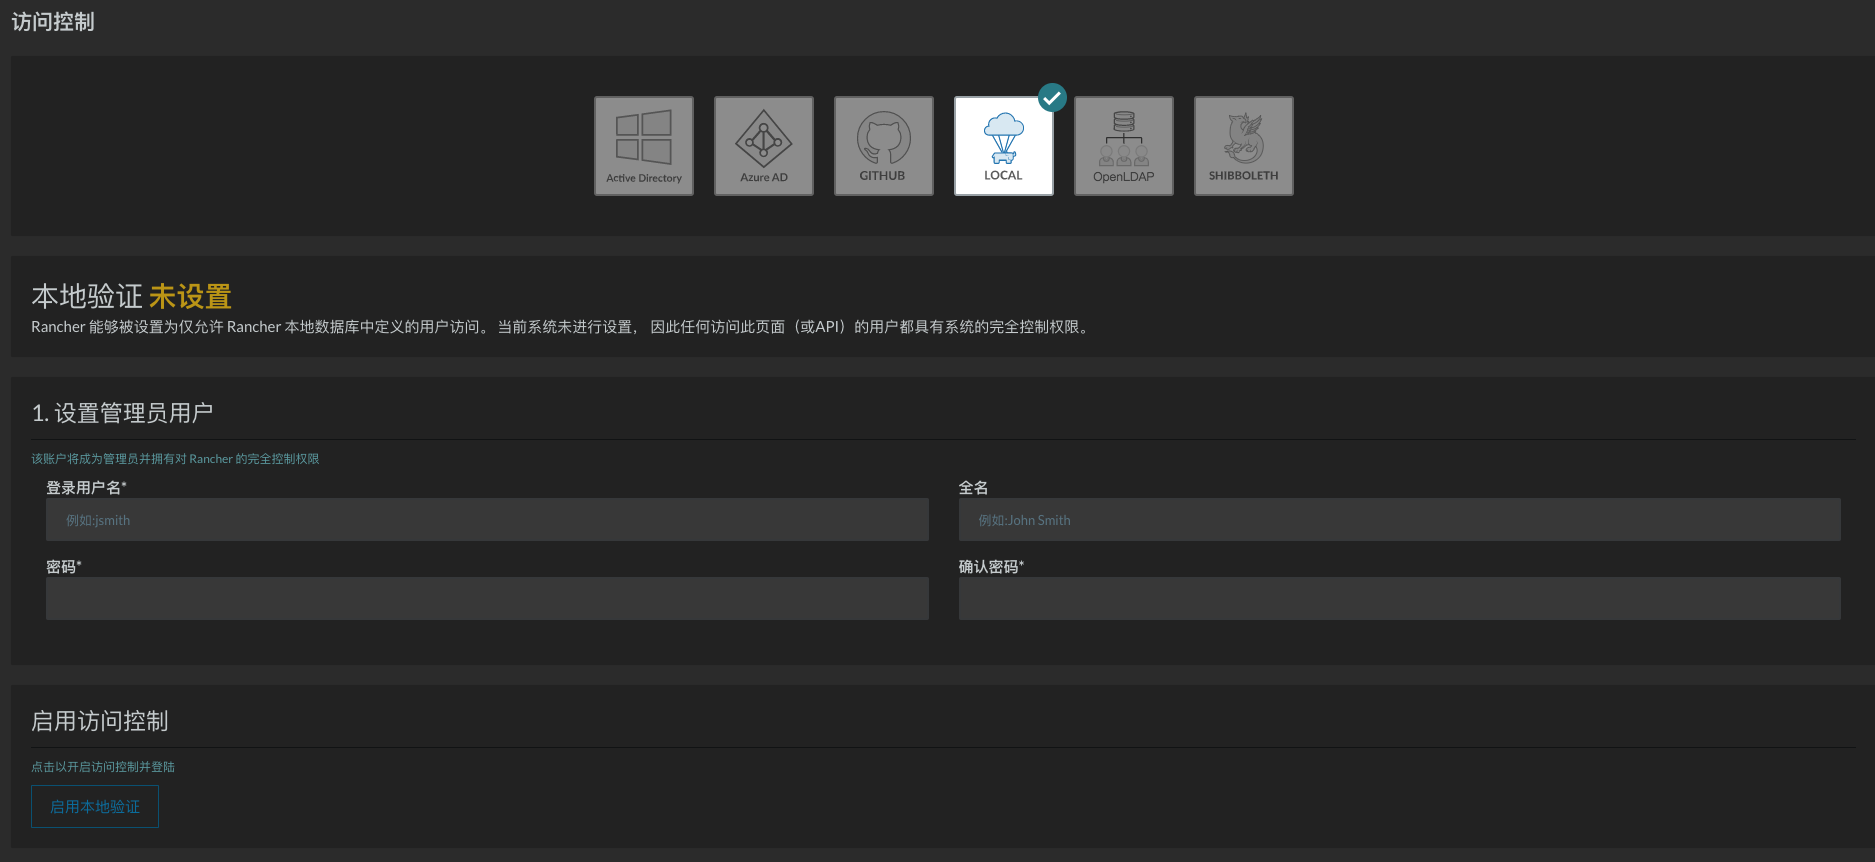 访问控制
Active Directory
Azure AD
GITHUB
LOCAL
OpenLDAP
SHIBBOLETH
本地验证 未设置
Rancher 能够被设置为仅允许 Rancher 本地数据库中定义的用户访问。 当前系统未进行设置， 因此任何访问此页面（或API）的用户都具有系统的完全控制权限。
1. 设置管理员用户
该账户将成为管理员并拥有对 Rancher 的完全控制权限
登录用户名*
全名
例如:jsmith
例如:John Smith
密码*
确认密码*
启用访问控制
点击以开启访问控制并登陆
启用本地验证